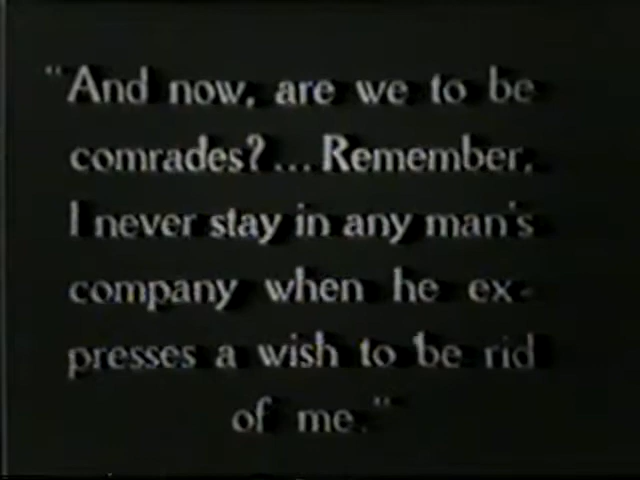 "And now, are we to be
comrades?... Remember,
I never stay in any man's
company when he ex-
presses a wish to be rid
of me."